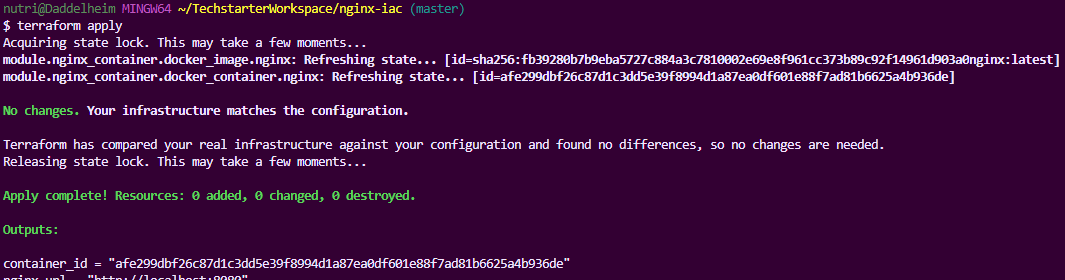 nutri@Daddelheim MINGW64 ~/TechstarterWorkspace/nginx-iac (master)
$ terraform apply
Acquiring state lock. This may take a few moments...
module.nginx_container.docker_image.nginx: Refreshing state... [id=sha256:fb39280b7b9eba5727c884a3c7810002e69e8f961cc373b89c92f14961d903a0nginx:latest]
module.nginx_container.docker_container.nginx: Refreshing state... [id=afe299dbf26c87d1c3dd5e39f8994d1a87ea0df601e88f7ad81b6625a4b936de]
No changes. Your infrastructure matches the configuration.
Terraform has compared your real infrastructure against your configuration and found no differences, so no changes are needed.
Releasing state lock. This may take a few moments...
Apply complete! Resources: 0 added, 0 changed, 0 destroyed.
Outputs:
container_id = "afe299dbf26c87d1c3dd5e39f8994d1a87ea0df601e88f7ad81b6625a4b936de"
nginx_url = "http://localhost:8080"